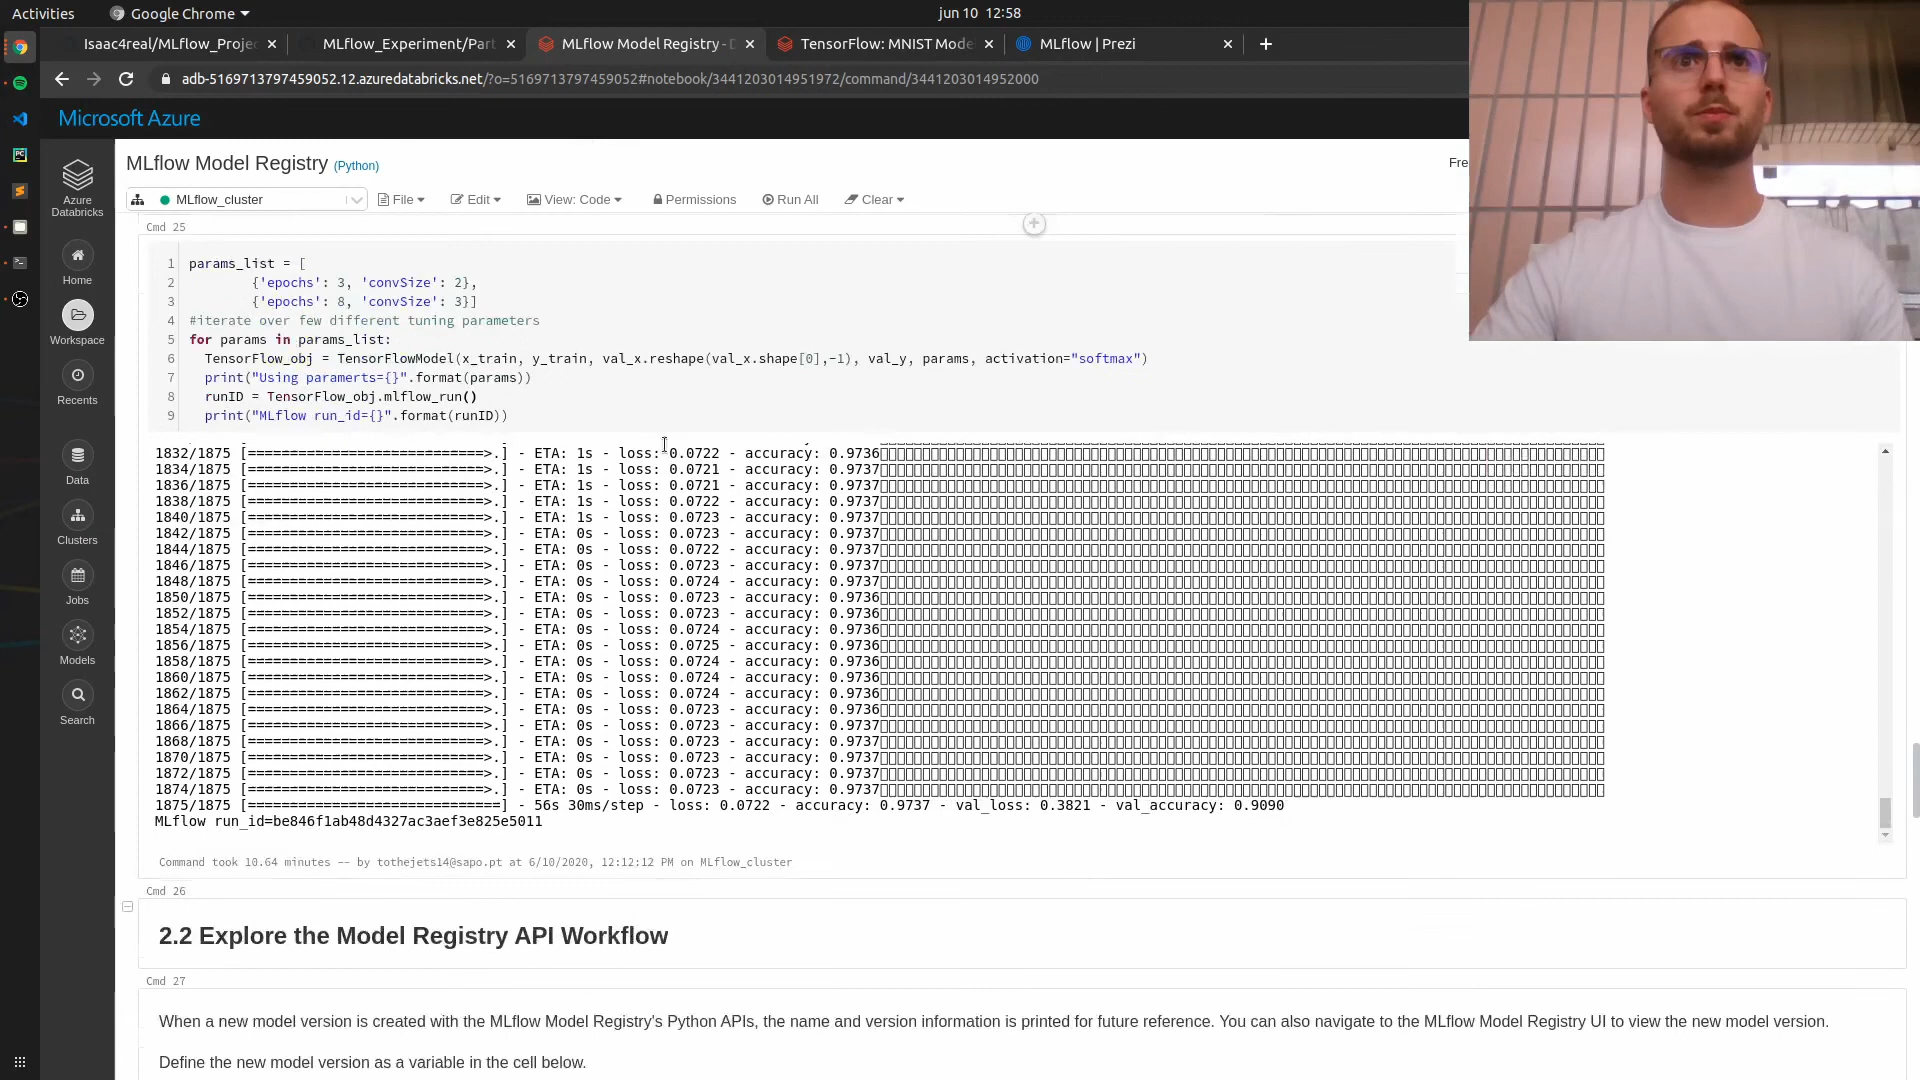 Activities
Google Chrome
jun 10 12:58
Isaac4real/MLflow_Proje
MLflow_Experiment/Part
MLflow Model Registry - D
TensorFlow: MNIST Mode
MLflow | Prezi
adb-5169713797459052.12.azuredatabricks.net/?o=5169713797459052#notebook/3441203014951972/command/3441203014952000
Microsoft Azure
Azure
Databricks
Home
Workspace
Recents
Data
Clusters
Jobs
Models
Search
MLflow Model Registry (Python)
Fre
MLflow_cluster
File
Edit
View: Code
Permissions
Run All
Clear
Cmd 25
1 params_list = [
2 {'epochs': 3, 'convSize': 2},
3 {'epochs': 8, 'convSize': 3}]
4 #iterate over few different tuning parameters
5 for params in params_list:
6 TensorFlow_obj = TensorFlowModel(x_train, y_train, val_x.reshape(val_x.shape[0],-1), val_y, params, activation="softmax")
7 print("Using paramerts={}".format(params))
8 runID = TensorFlow_obj.mlflow_run()
9 print("MLflow run_id={}".format(runID))
1832/1875 [============================>.] - ETA: 1s - loss: 0.0722 - accuracy: 0.9736
1834/1875 [============================>.] - ETA: 1s - loss: 0.0721 - accuracy: 0.9737
1836/1875 [============================>.] - ETA: 1s - loss: 0.0721 - accuracy: 0.9737
1838/1875 [============================>.] - ETA: 1s - loss: 0.0722 - accuracy: 0.9737
1840/1875 [============================>.] - ETA: 1s - loss: 0.0723 - accuracy: 0.9737
1842/1875 [============================>.] - ETA: 0s - loss: 0.0723 - accuracy: 0.9737
1844/1875 [============================>.] - ETA: 0s - loss: 0.0722 - accuracy: 0.9737
1846/1875 [============================>.] - ETA: 0s - loss: 0.0723 - accuracy: 0.9737
1848/1875 [============================>.] - ETA: 0s - loss: 0.0724 - accuracy: 0.9737
1850/1875 [============================>.] - ETA: 0s - loss: 0.0723 - accuracy: 0.9737
1852/1875 [============================>.] - ETA: 0s - loss: 0.0723 - accuracy: 0.9736
1854/1875 [============================>.] - ETA: 0s - loss: 0.0724 - accuracy: 0.9736
1856/1875 [============================>.] - ETA: 0s - loss: 0.0725 - accuracy: 0.9736
1858/1875 [============================>.] - ETA: 0s - loss: 0.0724 - accuracy: 0.9736
1860/1875 [============================>.] - ETA: 0s - loss: 0.0724 - accuracy: 0.9736
1862/1875 [============================>.] - ETA: 0s - loss: 0.0724 - accuracy: 0.9736
1864/1875 [============================>.] - ETA: 0s - loss: 0.0723 - accuracy: 0.9736
1866/1875 [============================>.] - ETA: 0s - loss: 0.0723 - accuracy: 0.9737
1868/1875 [============================>.] - ETA: 0s - loss: 0.0723 - accuracy: 0.9737
1870/1875 [============================>.] - ETA: 0s - loss: 0.0723 - accuracy: 0.9737
1872/1875 [============================>.] - ETA: 0s - loss: 0.0723 - accuracy: 0.9737
1874/1875 [============================>.] - ETA: 0s - loss: 0.0723 - accuracy: 0.9737
1875/1875 [==============================] - 56s 30ms/step - loss: 0.0722 - accuracy: 0.9737 - val_loss: 0.3821 - val_accuracy: 0.9090
MLflow run_id=be846f1ab48d4327ac3aef3e825e5011
Command took 10.64 minutes -- by tothejets14@sapo.pt at 6/10/2020, 12:12:12 PM on MLflow_cluster
Cmd 26
2.2 Explore the Model Registry API Workflow
Cmd 27
When a new model version is created with the MLflow Model Registry's Python APIs, the name and version information is printed for future reference. You can also navigate to the MLflow Model Registry UI to view the new model version.
Define the new model version as a variable in the cell below.